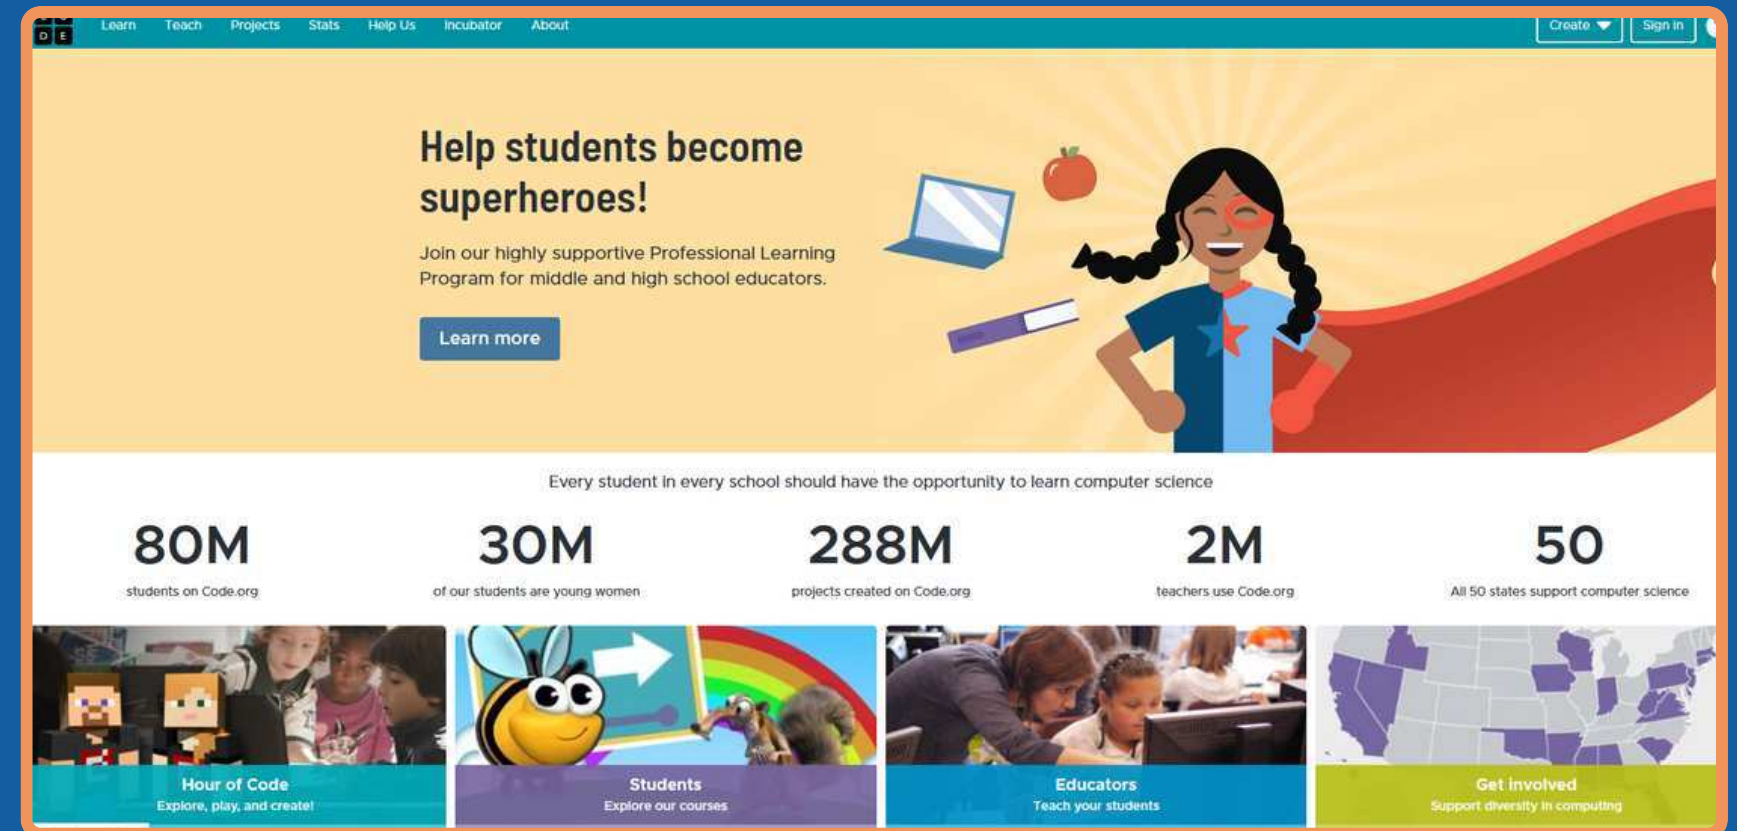 D E
Learn Teach Projects Stats Help Us Incubator About Create Sign in
Help students become
superheroes!
Join our highly supportive Professional Learning
Program for middle and high school educators.
Learn more
Every student in every school should have the opportunity to learn computer science
80M 30M 288M 2M 50
students on Code.org of our students are young women projects created on Code.org teachers use Code.org All 50 states support computer science
Hour of Code Students Educators Get involved
Explore, play, and create! Explore our courses Teach your students Support diversity in computing